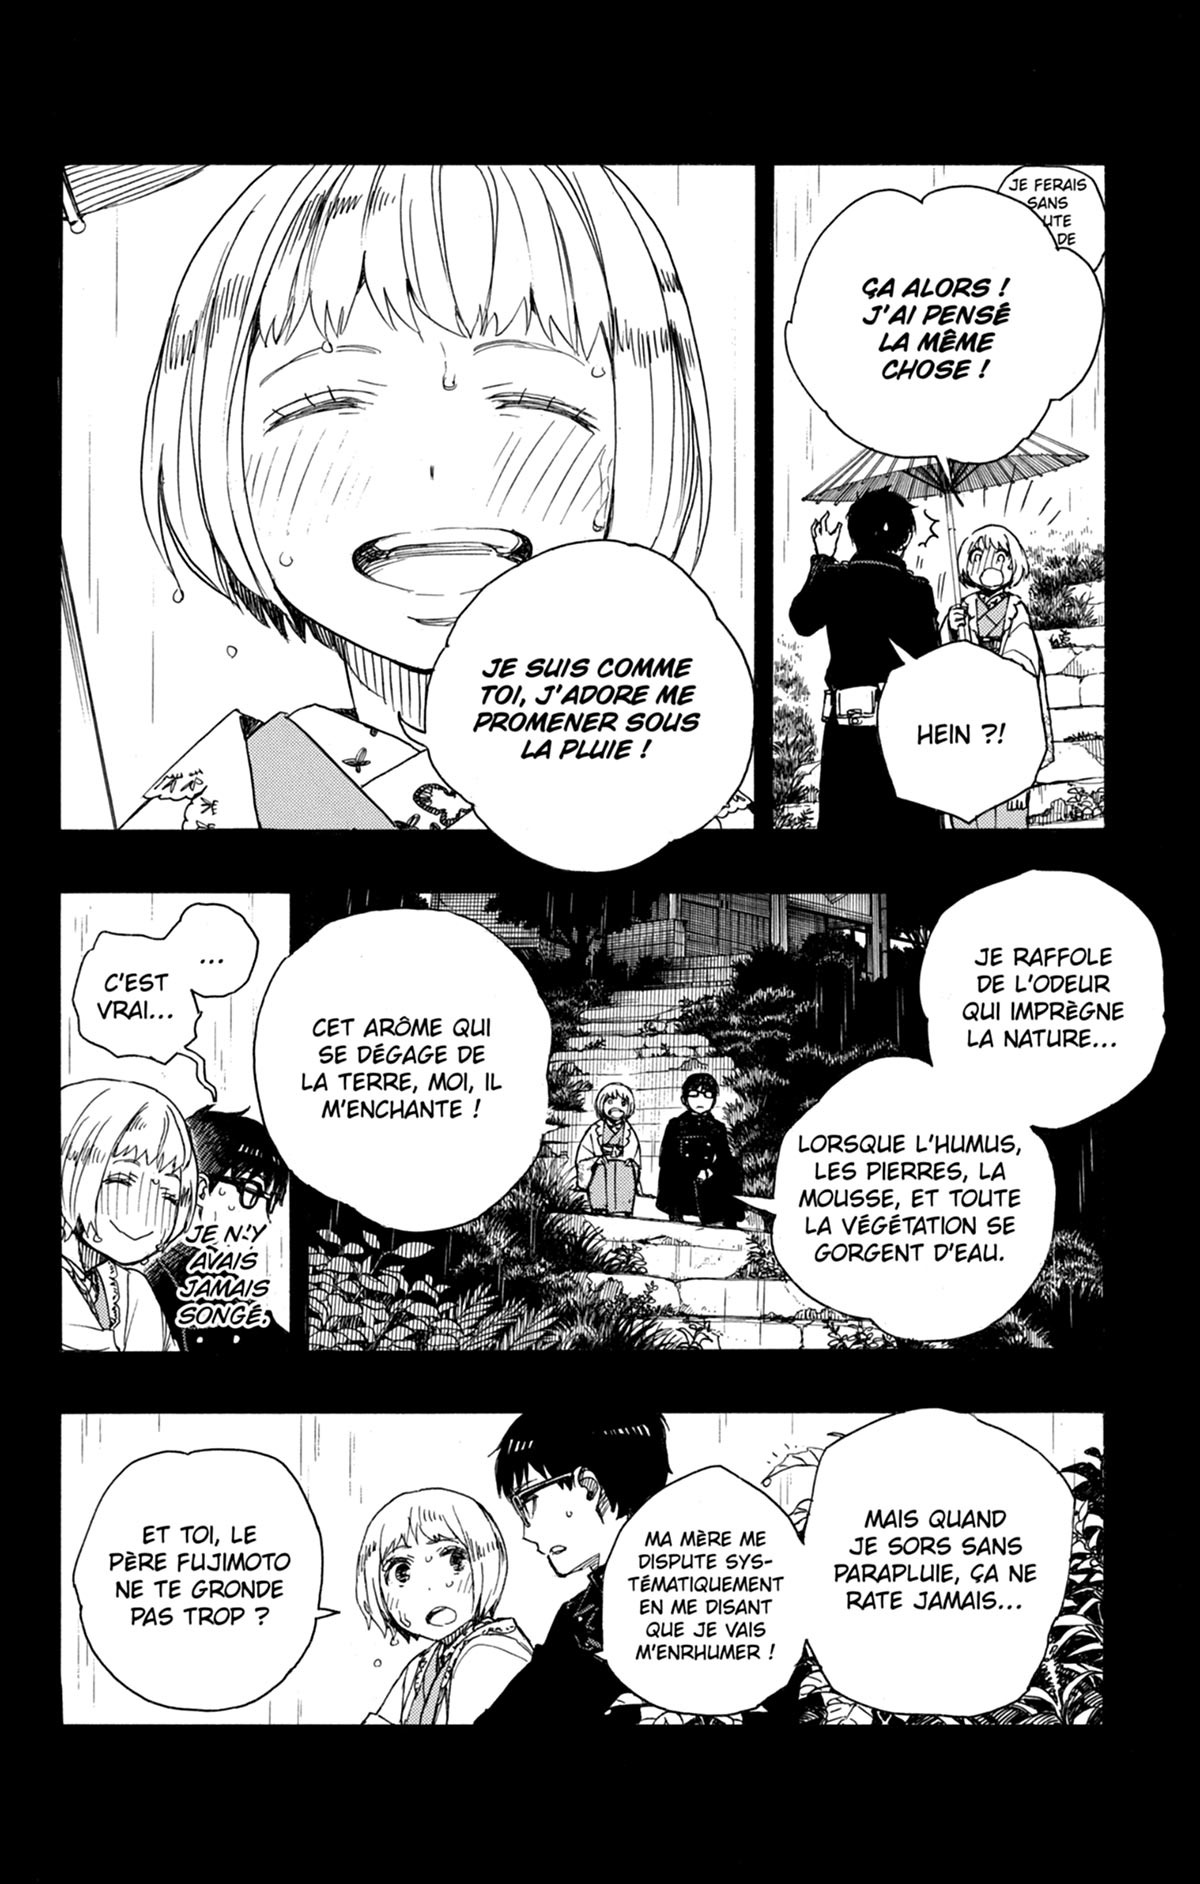 JE FERAIS
SANS
DE
ÇA ALORS !
J'AI PENSÉ
LA MÊME
CHOSE !
HEIN ?!
JE SUIS COMME
TOI, J'ADORE ME
PROMENER SOUS
LA PLUIE !
JE RAFFOLE
DE L'ODEUR
QUI IMPRÈGNE
LA NATURE...
LORSQUE L'HUMUS,
LES PIERRES, LA
MOUSSE, ET TOUTE
LA VÉGÉTATION SE
GORGENT D'EAU.
CET ARÔME QUI
SE DÉGAGE DE
LA TERRE, MOI, IL
M'ENCHANTE !
...
C'EST
VRAI...
JE N'Y
AVAIS
JAMAIS
SONGÉ.
MAIS QUAND
JE SORS SANS
PARAPLUIE, ÇA NE
RATE JAMAIS...
MA MÈRE ME
DISPUTE SYS-
TÉMATIQUEMENT
EN ME DISANT
QUE JE VAIS
M'ENRHUMER !
ET TOI, LE
PÈRE FUJIMOTO
NE TE GRONDE
PAS TROP ?